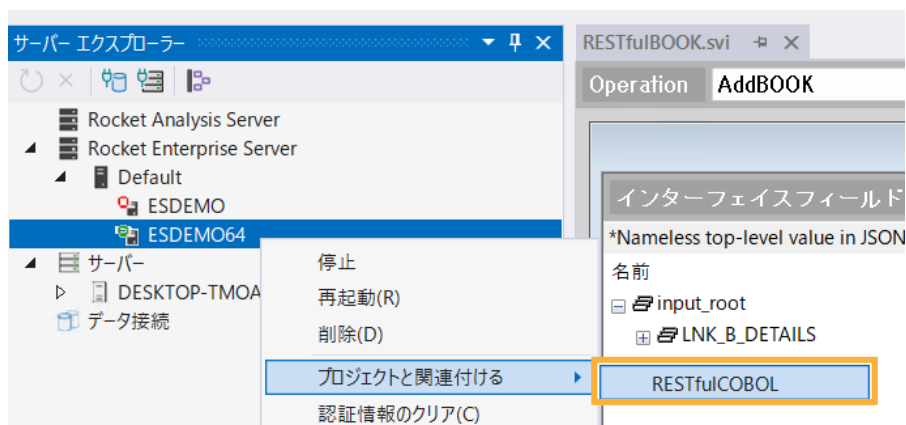 サーバー エクスプローラー
RESTfulBOOK.svi
Operation AddBOOK
Rocket Analysis Server
Rocket Enterprise Server
Default
ESDEMO
ESDEMO64
サーバー
DESKTOP-TMOA
データ接続
停止
再起動(R)
削除(D)
プロジェクトと関連付ける
認証情報のクリア(C)
インターフェイスフィールド
*Nameless top-level value in JSON
名前
input_root
LNK_B_DETAILS
RESTfulCOBOL